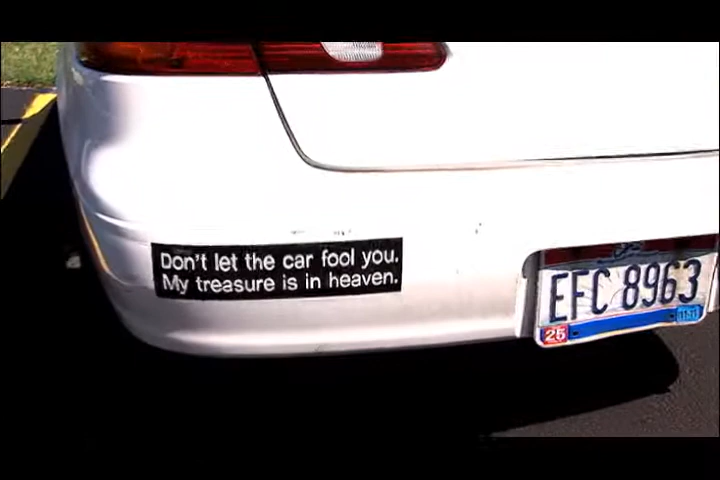 Don't let the car fool you.
My treasure is in heaven.
EFC 8963
25